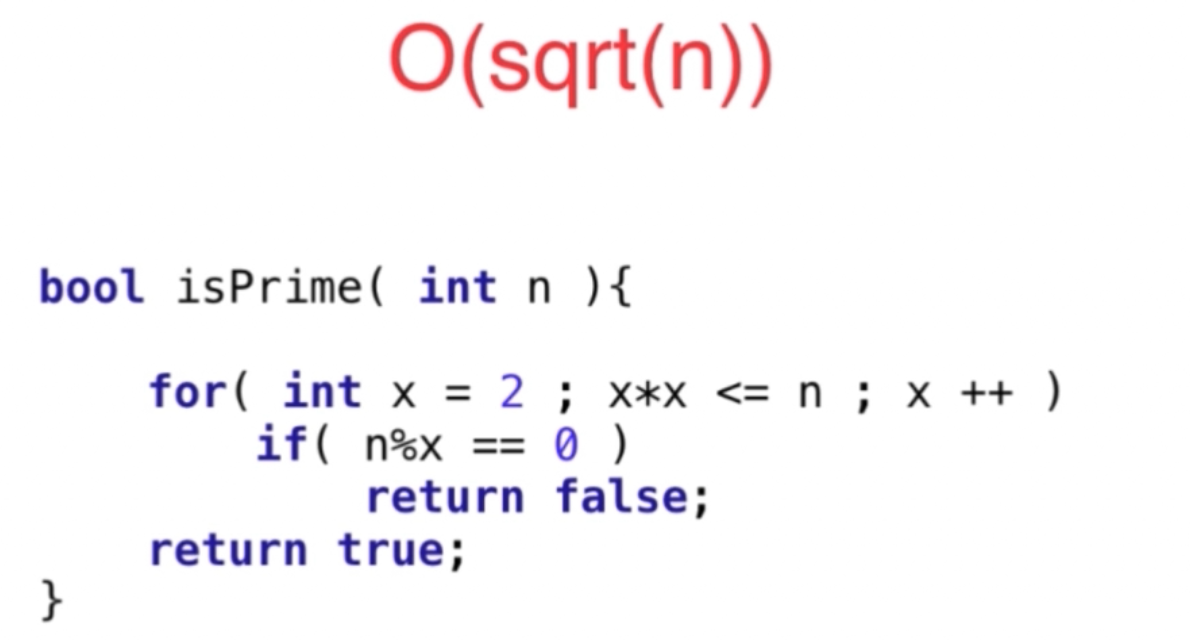 O(sqrt(n))
bool isPrime( int n ){
for( int x = 2 ; x*x <= n ; x ++ )
if( n%x == 0 )
return false;
return true;
}